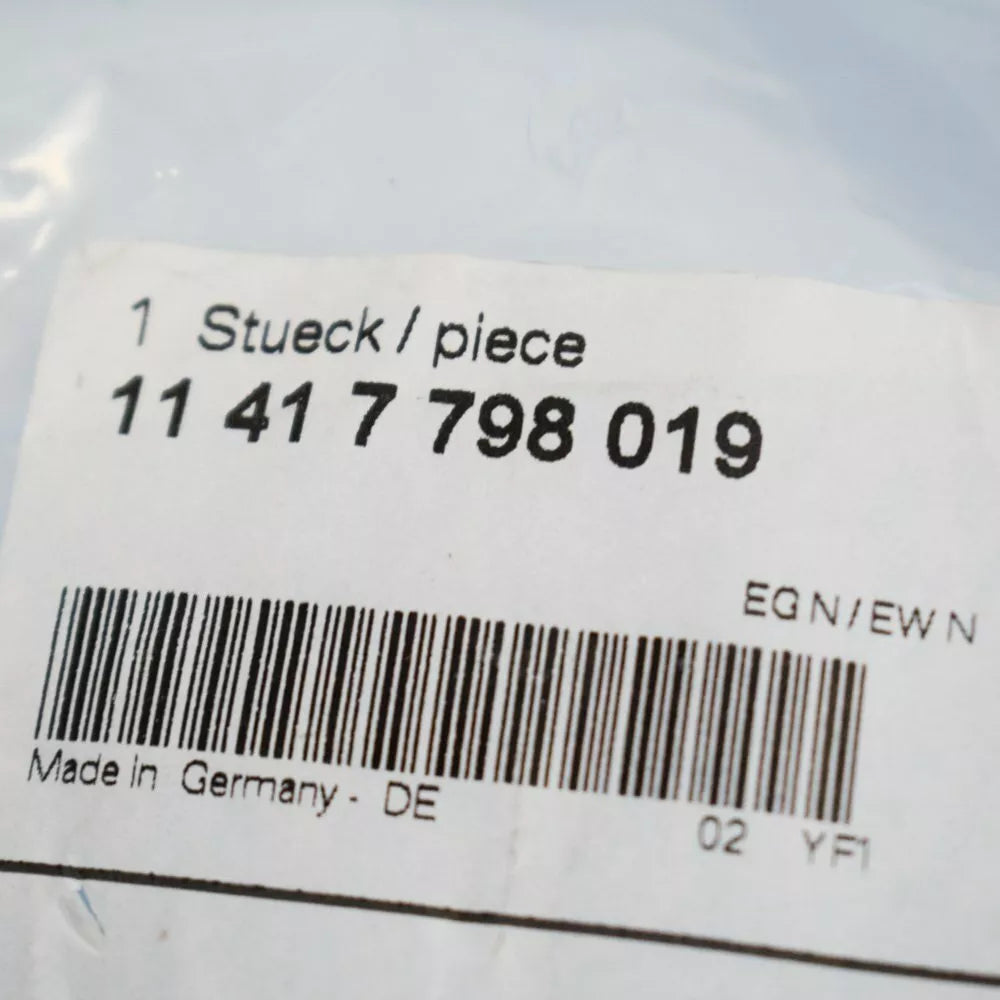 1 Stueck / piece
11 41 7 798 019
EG N / EW N
Made in Germany - DE
02 YF1